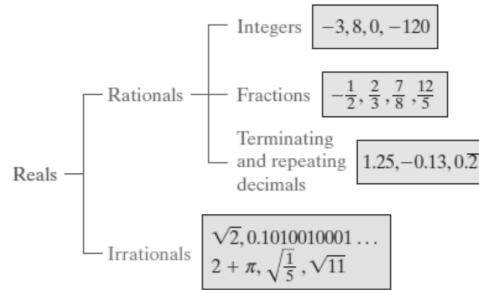 Integers
−3, 8, 0, −120
Rationals
Fractions
−1/2, 2/3, 7/8, 12/5
Terminating
and repeating
decimals
1.25, −0.13, 0.2̅
Reals
Irrationals
√2, 0.1010010001 ...
2 + π, √(1/5), √11